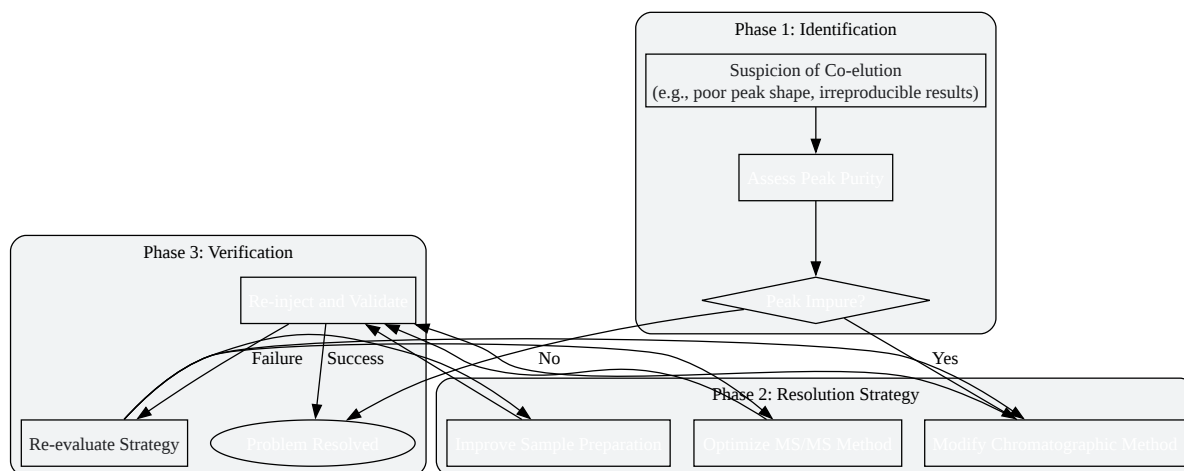 Phase 1: Identification
Suspicion of Co-elution
(e.g., poor peak shape, irreproducible results)
Assess Peak Purity
Peak Impure?
Phase 3: Verification
Re-inject and Validate
Failure
Success
No
Yes
Phase 2: Resolution Strategy
Re-evaluate Strategy
Problem Resolved
Improve Sample Preparation
Optimize MS/MS Method
Modify Chromatographic Method